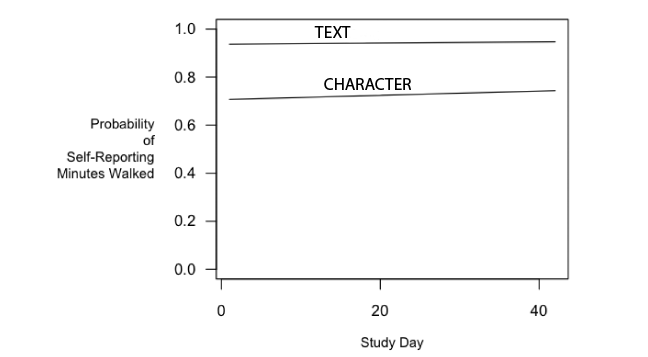 1.0
TEXT
0.8
CHARACTER
Probability
of
Self-Reporting
Minutes Walked
0.6
0.4
0.2
0.0
0 20 40
Study Day